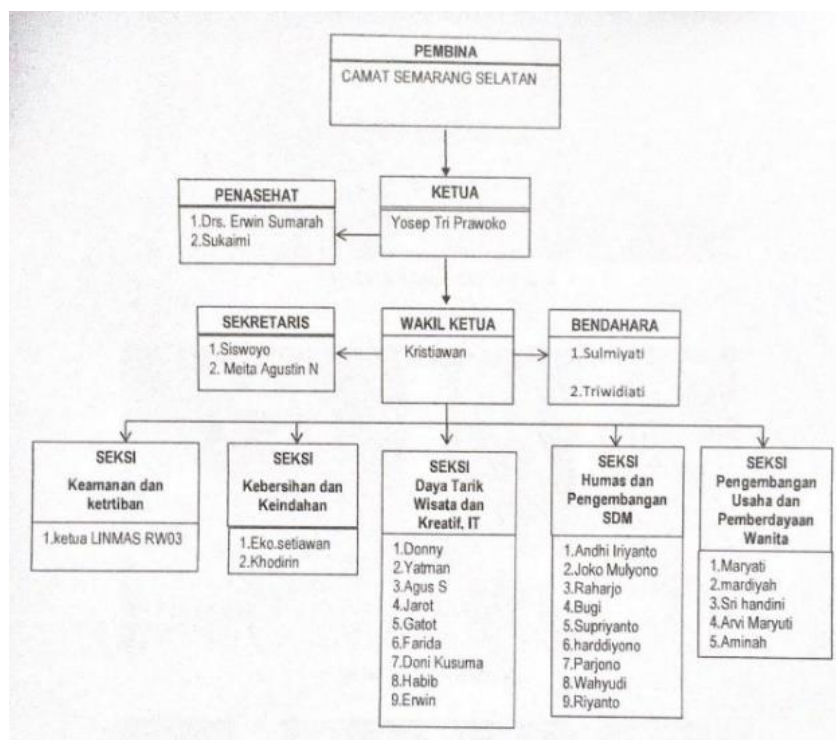 PEMBINA
CAMAT SEMARANG SELATAN
PENASEHAT
1.Drs. Erwin Sumarah
2.Sukaimi
KETUA
Yosep Tri Prawoko
SEKRETARIS
1.Siswoyo
2. Meita Agustin N
WAKIL KETUA
Kristiawan
BENDAHARA
1.Sulmiyati
2.Triwidiati
SEKSI
Keamanan dan
ketrtiban
1.ketua LINMAS RW03
SEKSI
Kebersihan dan
Keindahan
1.Eko.setiawan
2.Khodirin
SEKSI
Daya Tarik
Wisata dan
Kreatif, IT
1.Donny
2.Yatman
3.Agus S
4.Jarot
5.Gatot
6.Farida
7.Doni Kusuma
8.Habib
9.Erwin
SEKSI
Humas dan
Pengembangan
SDM
1.Andhi Iriyanto
2.Joko Mulyono
3.Raharjo
4.Bugi
5.Supriyanto
6.harddiyono
7.Parjono
8.Wahyudi
9.Riyanto
SEKSI
Pengembangan
Usaha dan
Pemberdayaan
Wanita
1.Maryati
2.mardiyah
3.Sri handini
4.Arvi Maryuti
5.Aminah